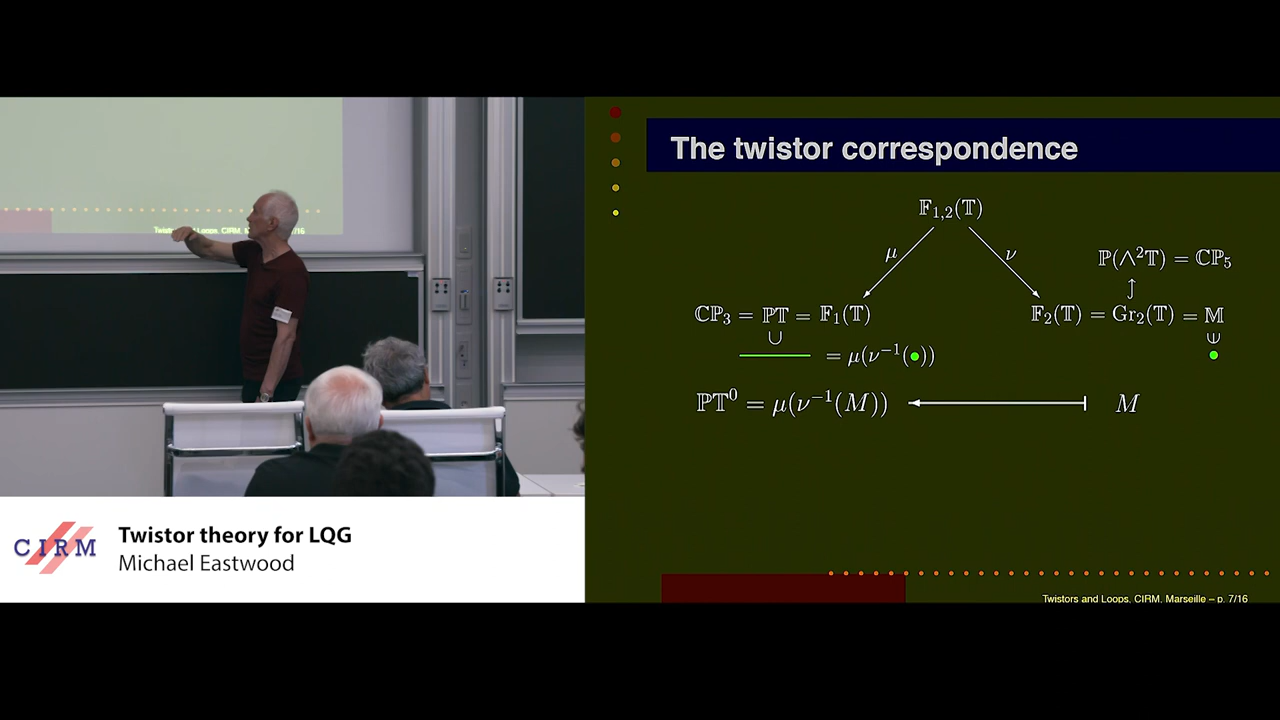 The twistor correspondence
𝔽₁,₂(𝕋)
μ ν
ℙ(∧²𝕋) = ℂℙ₅
↑
ℂℙ₃ = ℙ𝕋 = 𝔽₁(𝕋)
𝔽₂(𝕋) = Gr₂(𝕋) = 𝕄
∪
= μ(ν⁻¹(●))
ℙ𝕋⁰ = μ(ν⁻¹(M)) M
Twistors and Loops, CIRM, Marseille – p. 7/16
CIRM
Twistor theory for LQG
Michael Eastwood